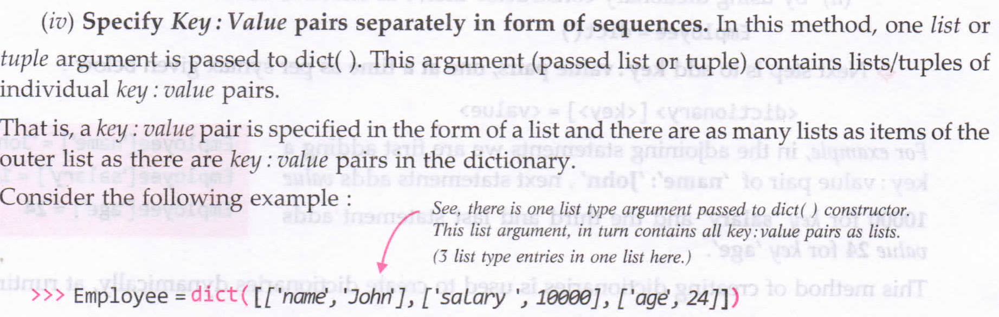 (iv) Specify Key : Value pairs separately in form of sequences. In this method, one list or
tuple argument is passed to dict( ). This argument (passed list or tuple) contains lists/tuples of
individual key : value pairs.
That is, a key : value pair is specified in the form of a list and there are as many lists as items of the
outer list as there are key : value pairs in the dictionary.
Consider the following example :
See, there is one list type argument passed to dict( ) constructor.
This list argument, in turn contains all key:value pairs as lists.
(3 list type entries in one list here.)
>>> Employee = dict([['name', 'John'], ['salary ', 10000], ['age', 24]])